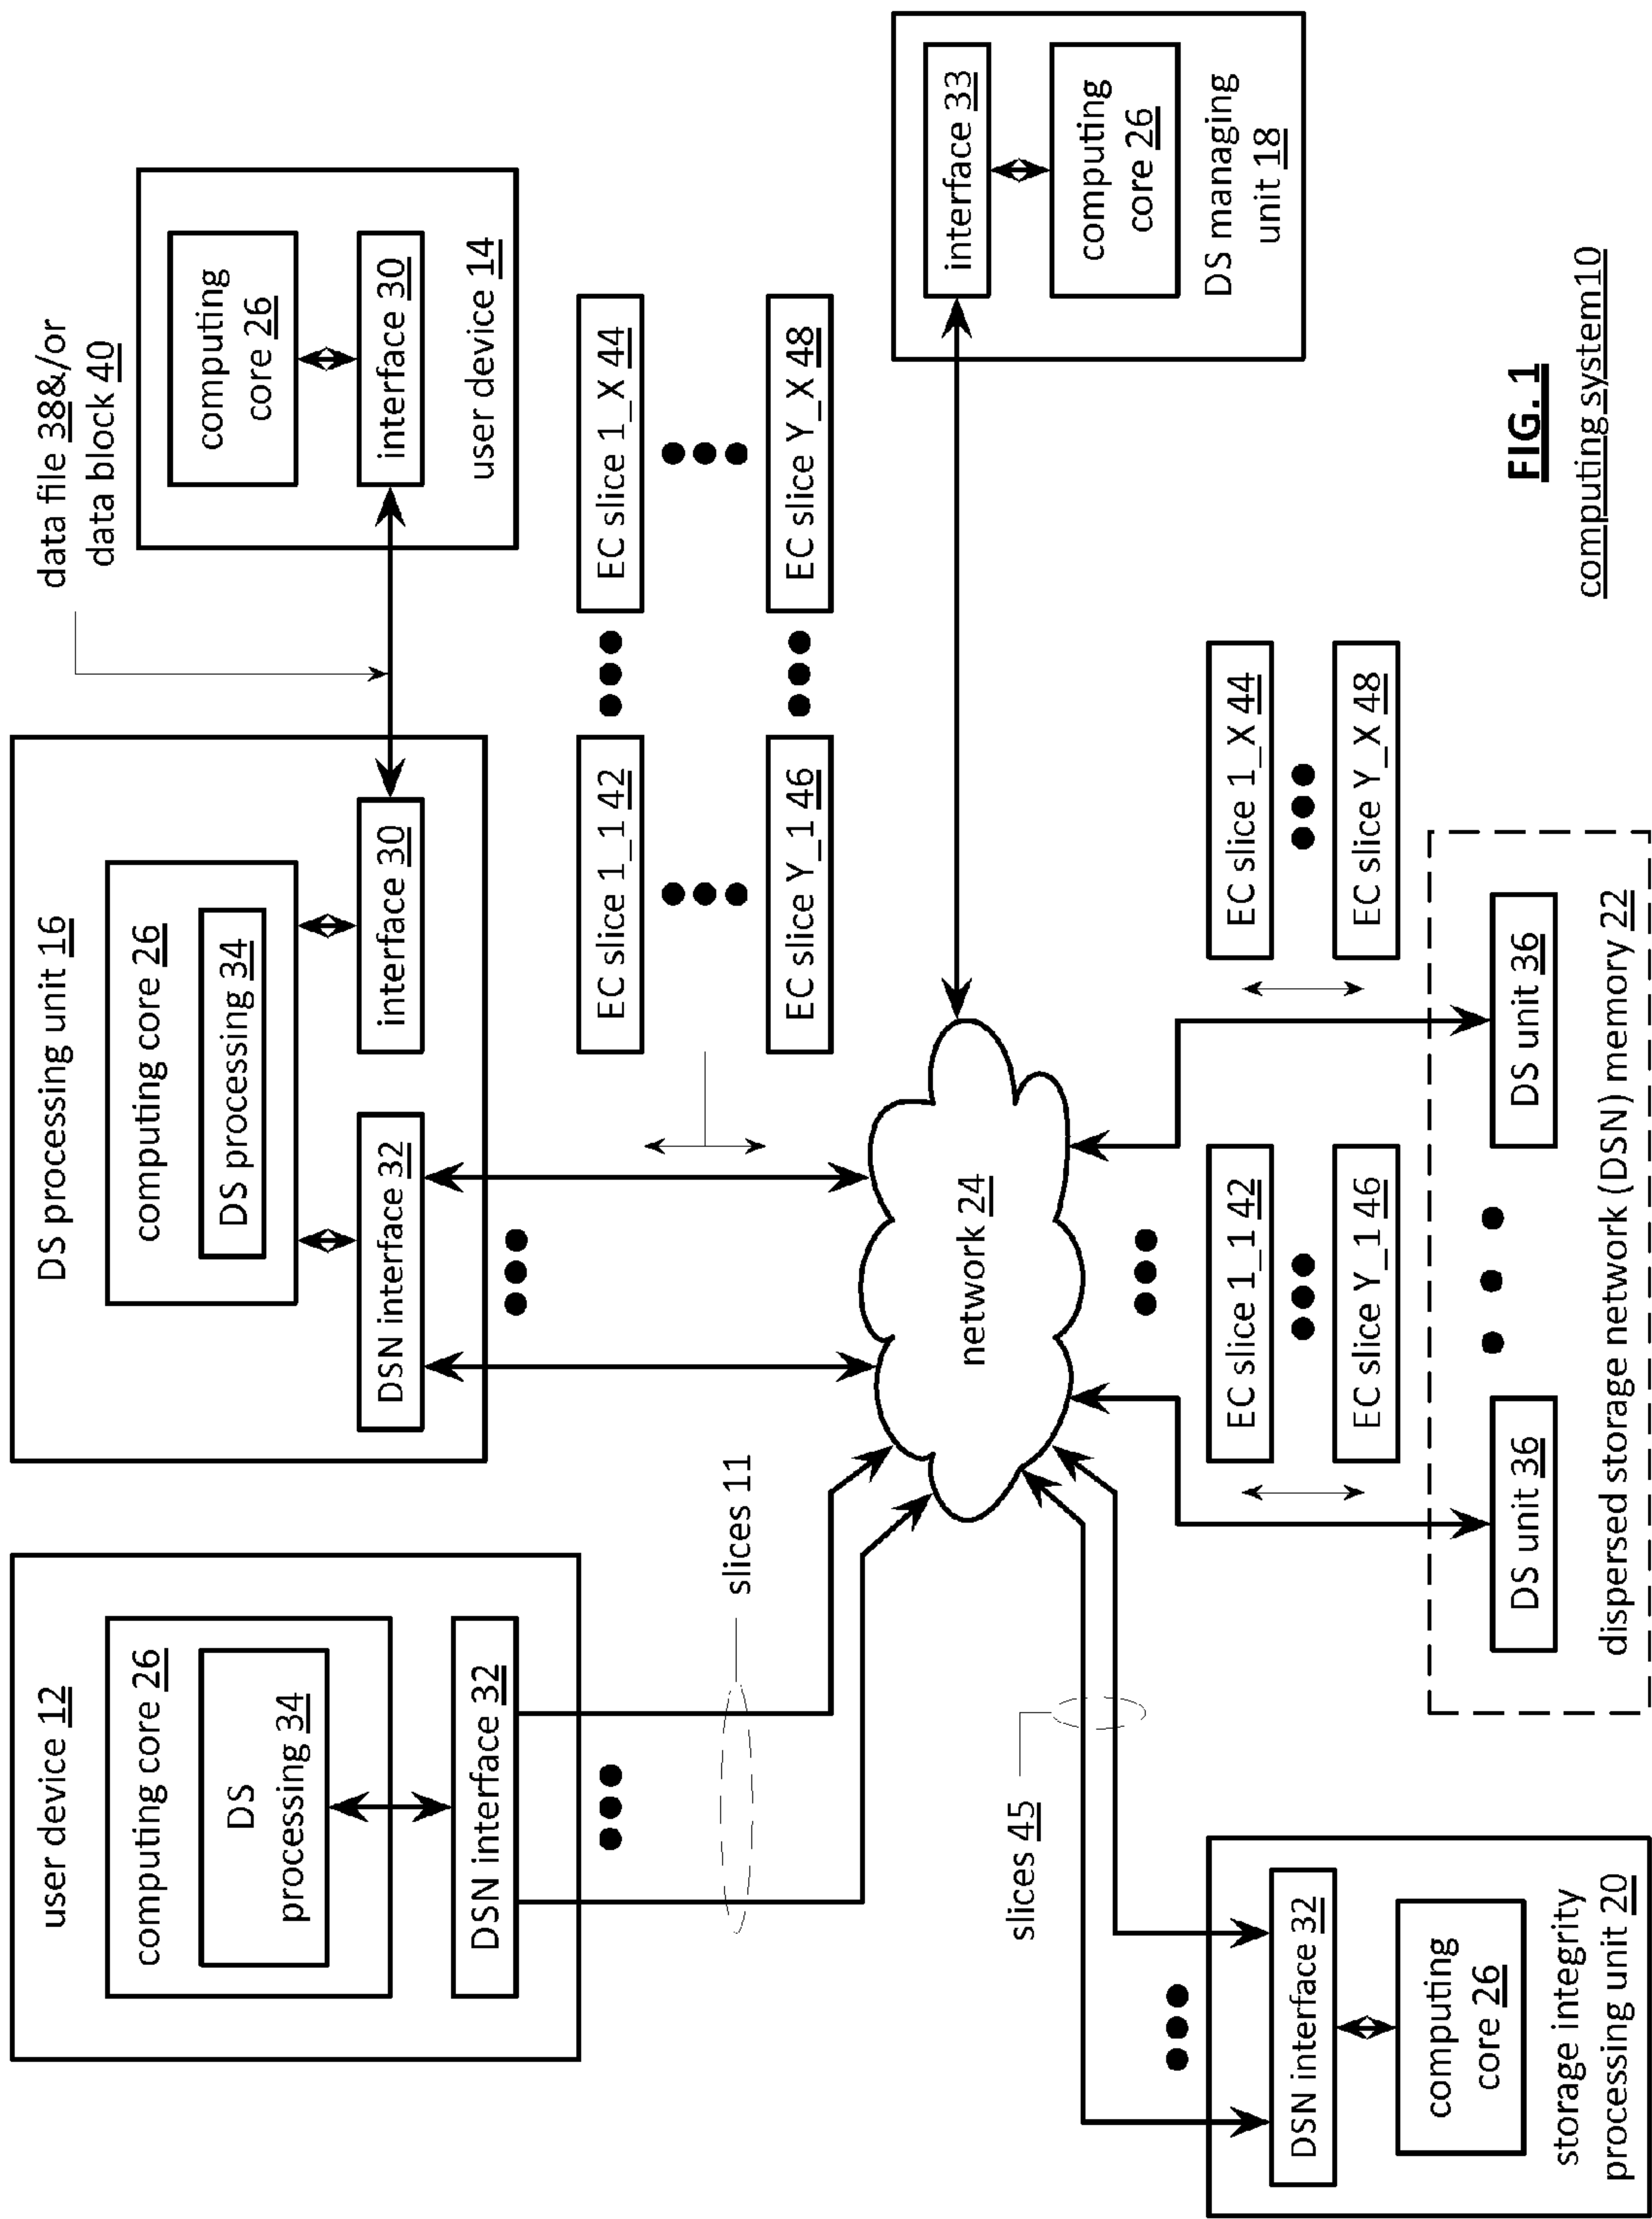 user device 12
computing core 26
DS
processing 34
DSN interface 32
slices 11
DS processing unit 16
computing core 26
DS processing 34
DSN interface 32
interface 30
data file 38&/or
data block 40
computing
core 26
interface 30
user device 14
EC slice 1_1 42
EC slice 1_X 44
EC slice Y_1 46
EC slice Y_X 48
network 24
interface 33
computing
core 26
DS managing
unit 18
slices 45
DSN interface 32
computing
core 26
storage integrity
processing unit 20
EC slice 1_1 42
EC slice Y_1 46
EC slice 1_X 44
EC slice Y_X 48
DS unit 36
DS unit 36
dispersed storage network (DSN) memory 22
FIG. 1
computing system10